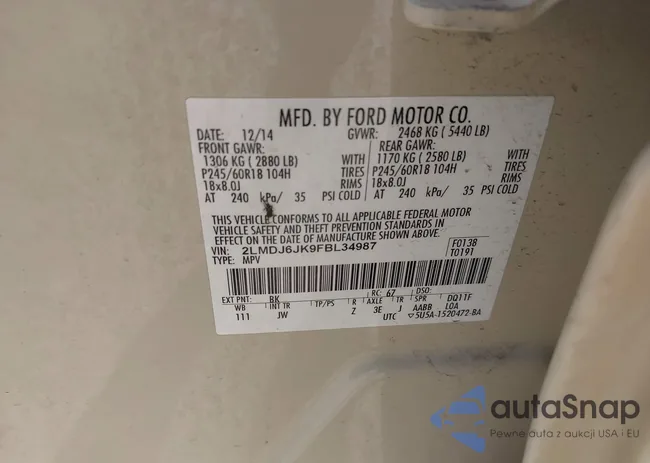 MFD. BY FORD MOTOR CO.
DATE: 12/14 GVWR: 2468 KG ( 5440 LB)
FRONT GAWR: REAR GAWR:
1306 KG ( 2880 LB) WITH 1170 KG ( 2580 LB) WITH
P245/60R18 104H TIRES P245/60R18 104H TIRES
18x8.0J RIMS 18x8.0J RIMS
AT 240 kPa/ 35 PSI COLD AT 240 kPa/ 35 PSI COLD
THIS VEHICLE CONFORMS TO ALL APPLICABLE FEDERAL MOTOR
VEHICLE SAFETY AND THEFT PREVENTION STANDARDS IN
EFFECT ON THE DATE OF MANUFACTURE SHOWN ABOVE.
VIN: 2LMDJ6JK9FBL34987 F0138
TYPE: MPV T0191
EXT PNT: BK RC: 67 DSO:
WB INT TR TP/PS R AXLE TR SPR DQ11F
111 JW Z 3E J AABB LOA
UTC ▽5U5A-1520472-BA
autaSnap
Pewne auta z aukcji USA i EU